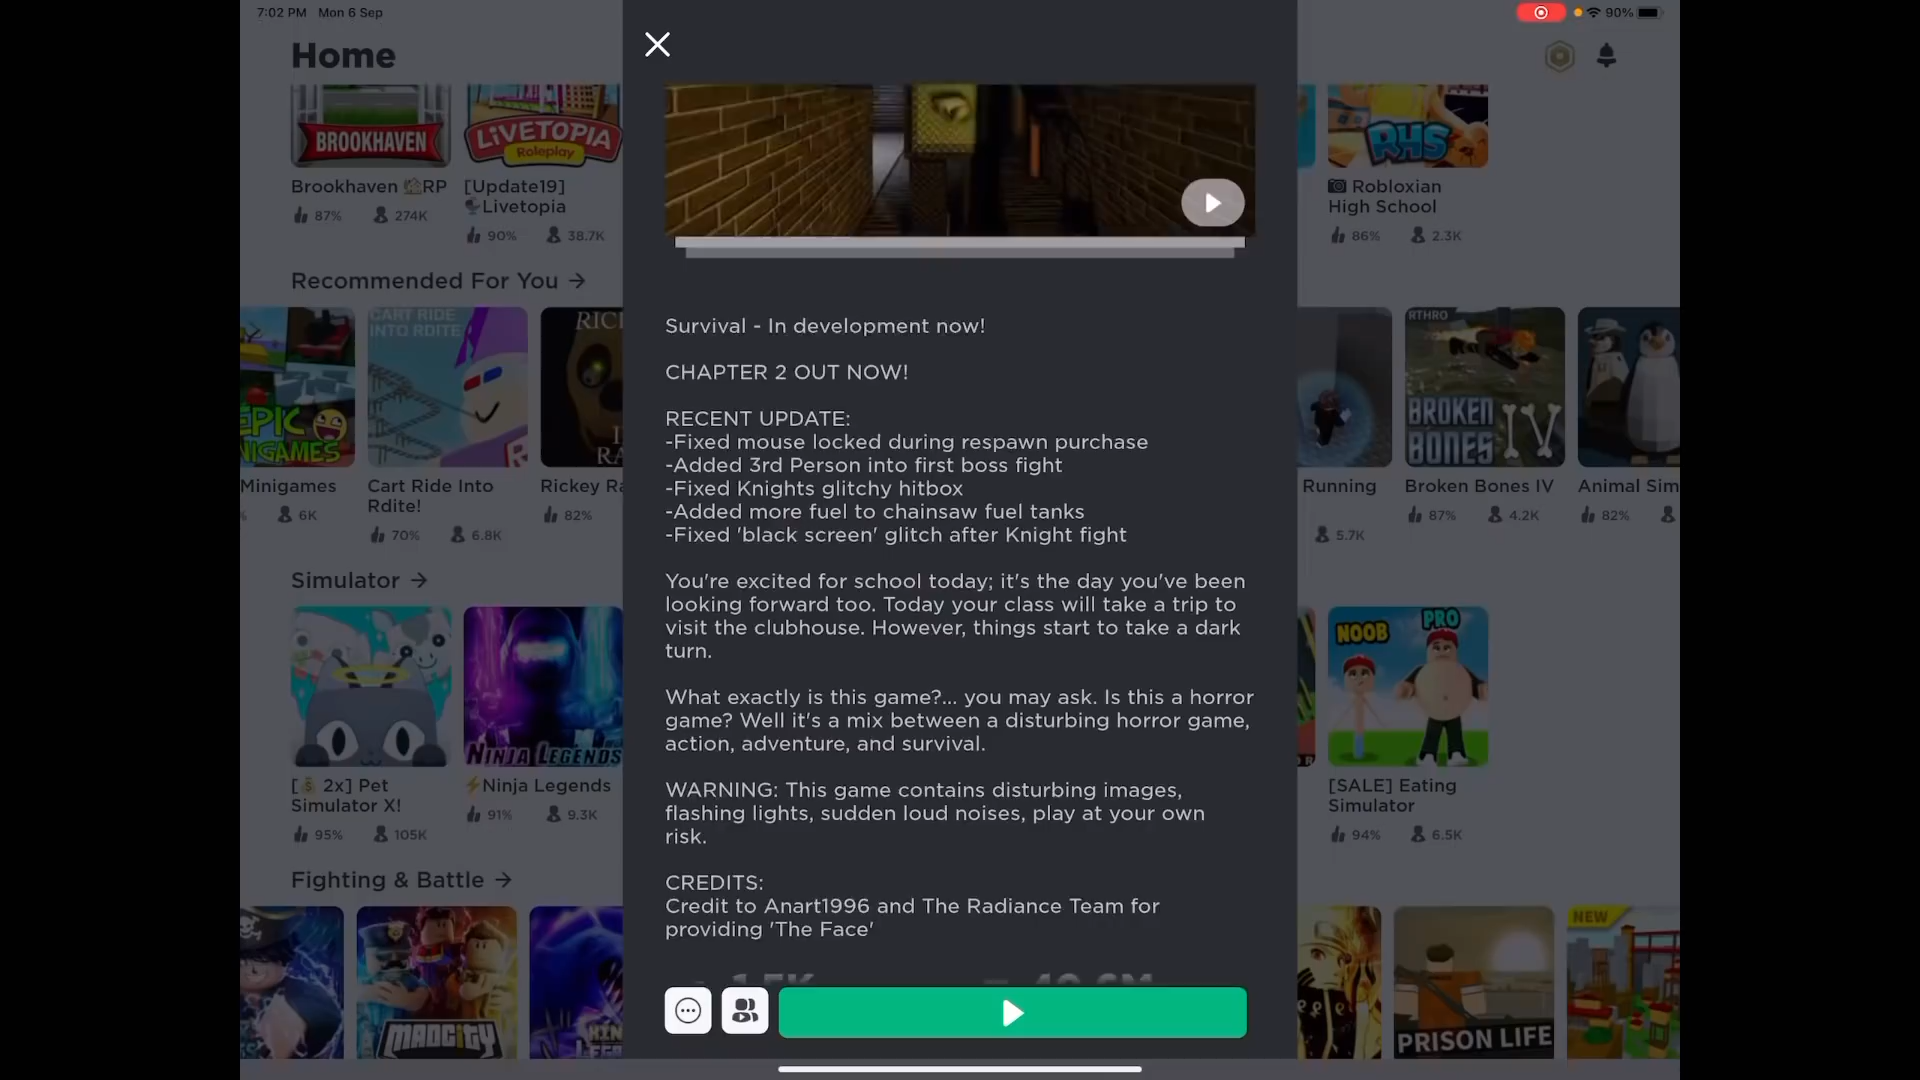 7:02 PM Mon 6 Sep
90%
Home
BROOKHAVEN
LIVETOPIA
Roleplay
RHS
Brookhaven 🏡RP
[Update19]
Livetopia
Robloxian
High School
87% 274K
90% 38.7K
86% 2.3K
Recommended For You →
EPIC
CART RIDE
INTO RDITE
RTHRO
BROKEN
BONES IV
Minigames
6K
Cart Ride Into
Rdite!
70% 6.8K
82%
Running
5.7K
Broken Bones IV
87% 4.2K
Animal Sim
82%
Simulator →
NINJA LEGENDS
NOOB
PRO
[💰 2x] Pet
Simulator X!
95% 105K
⚡Ninja Legends
91% 9.3K
[SALE] Eating
Simulator
94% 6.5K
Fighting & Battle →
MADCITY
PRISON LIFE
NEW
Survival - In development now!
CHAPTER 2 OUT NOW!
RECENT UPDATE:
-Fixed mouse locked during respawn purchase
-Added 3rd Person into first boss fight
-Fixed Knights glitchy hitbox
-Added more fuel to chainsaw fuel tanks
-Fixed 'black screen' glitch after Knight fight
You're excited for school today; it's the day you've been
looking forward too. Today your class will take a trip to
visit the clubhouse. However, things start to take a dark
turn.
What exactly is this game?... you may ask. Is this a horror
game? Well it's a mix between a disturbing horror game,
action, adventure, and survival.
WARNING: This game contains disturbing images,
flashing lights, sudden loud noises, play at your own
risk.
CREDITS:
Credit to Anart1996 and The Radiance Team for
providing 'The Face'